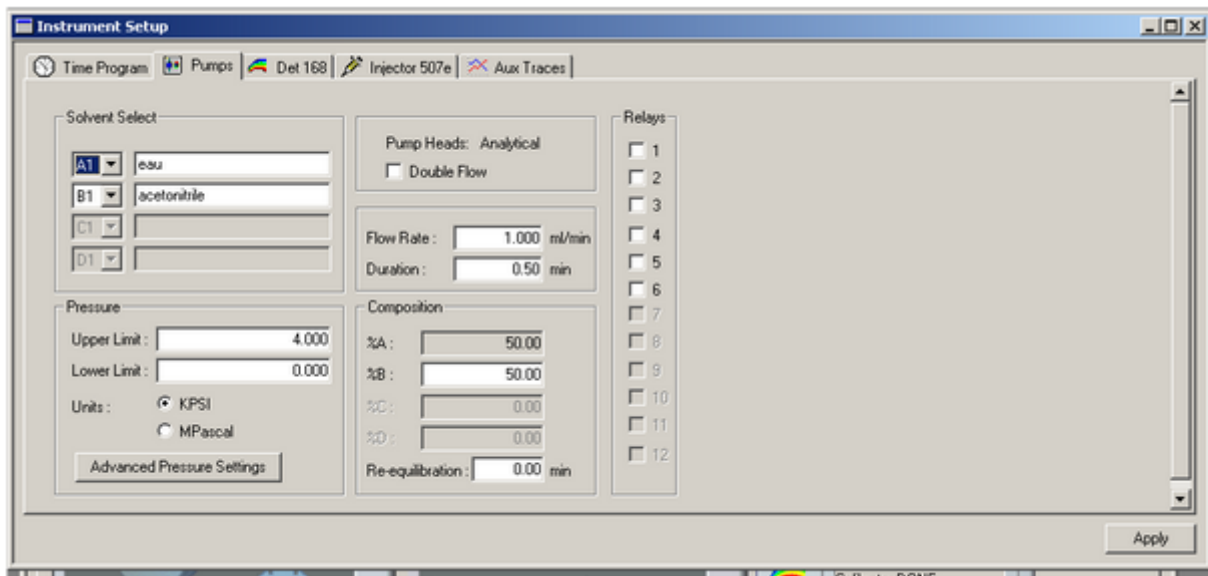 Instrument Setup
Time Program Pumps Det 168 Injector 507e Aux Traces
Solvent Select
A1 eau
B1 acetonitrile
C1
D1
Pressure
Upper Limit : 4.000
Lower Limit : 0.000
Units : KPSI
MPascal
Advanced Pressure Settings
Pump Heads: Analytical
Double Flow
Flow Rate : 1.000 ml/min
Duration : 0.50 min
Composition
%A : 50.00
%B : 50.00
%C : 0.00
%D : 0.00
Re-equilibration : 0.00 min
Relays
1
2
3
4
5
6
7
8
9
10
11
12
Apply